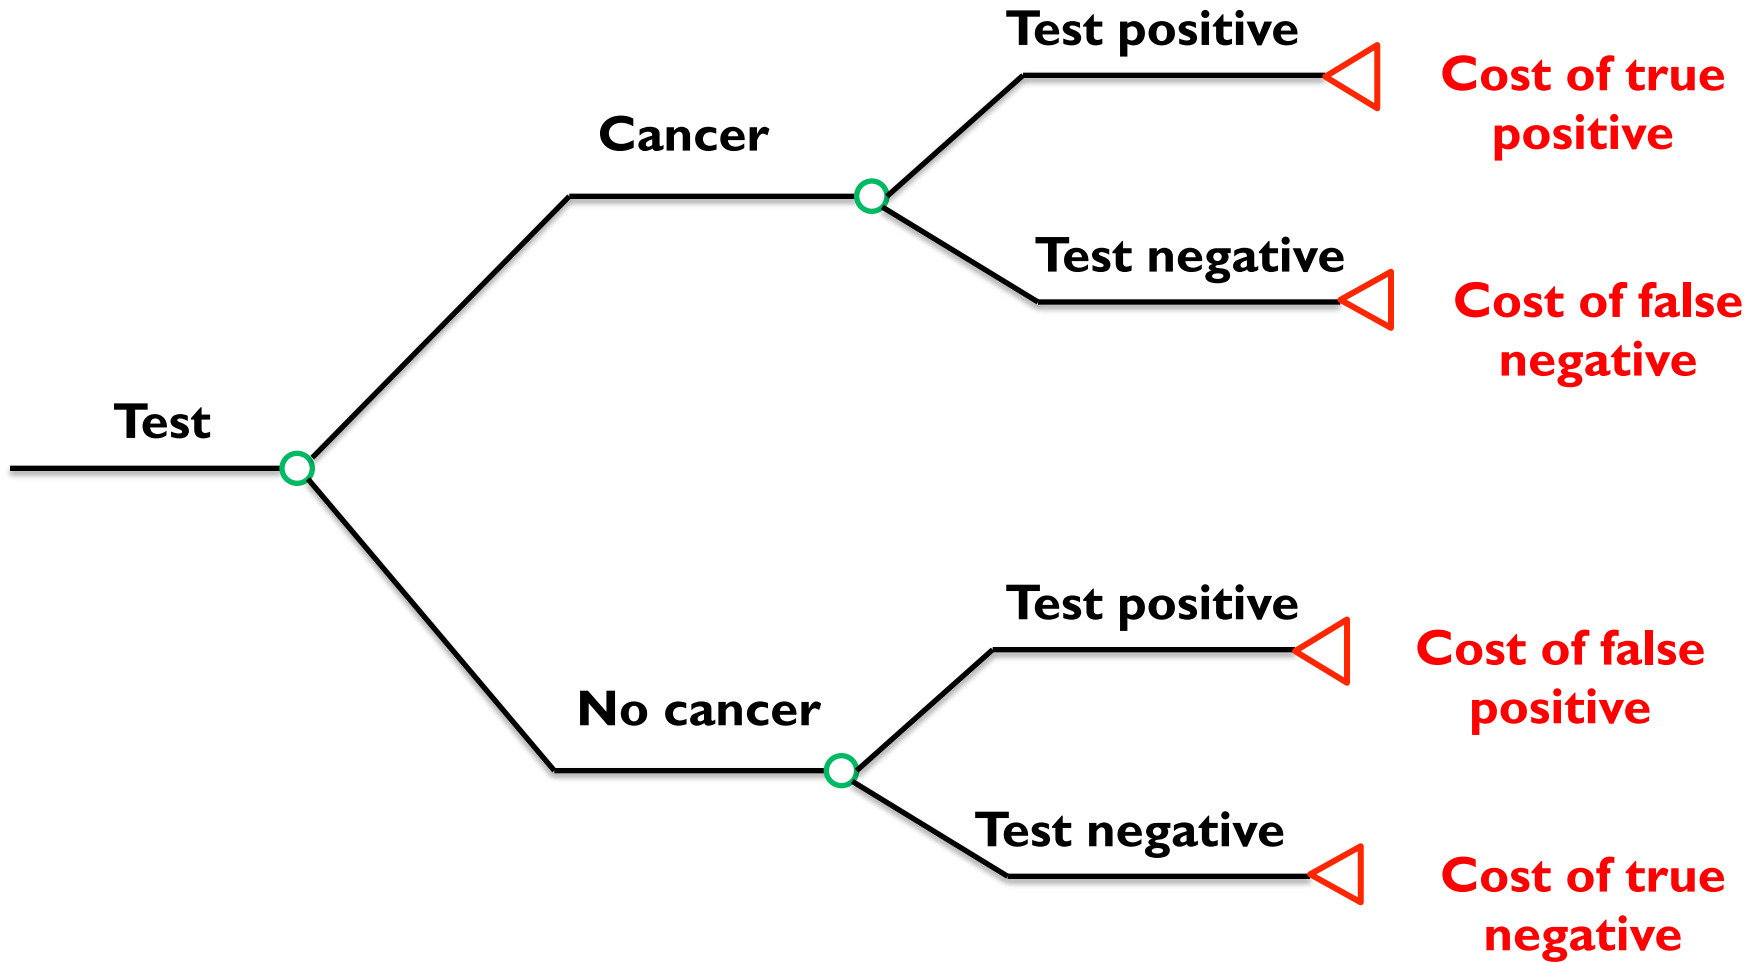 Test positive
Cost of true
positive
Cancer
Test negative
Cost of false
negative
Test
Test positive
Cost of false
positive
No cancer
Test negative
Cost of true
negative